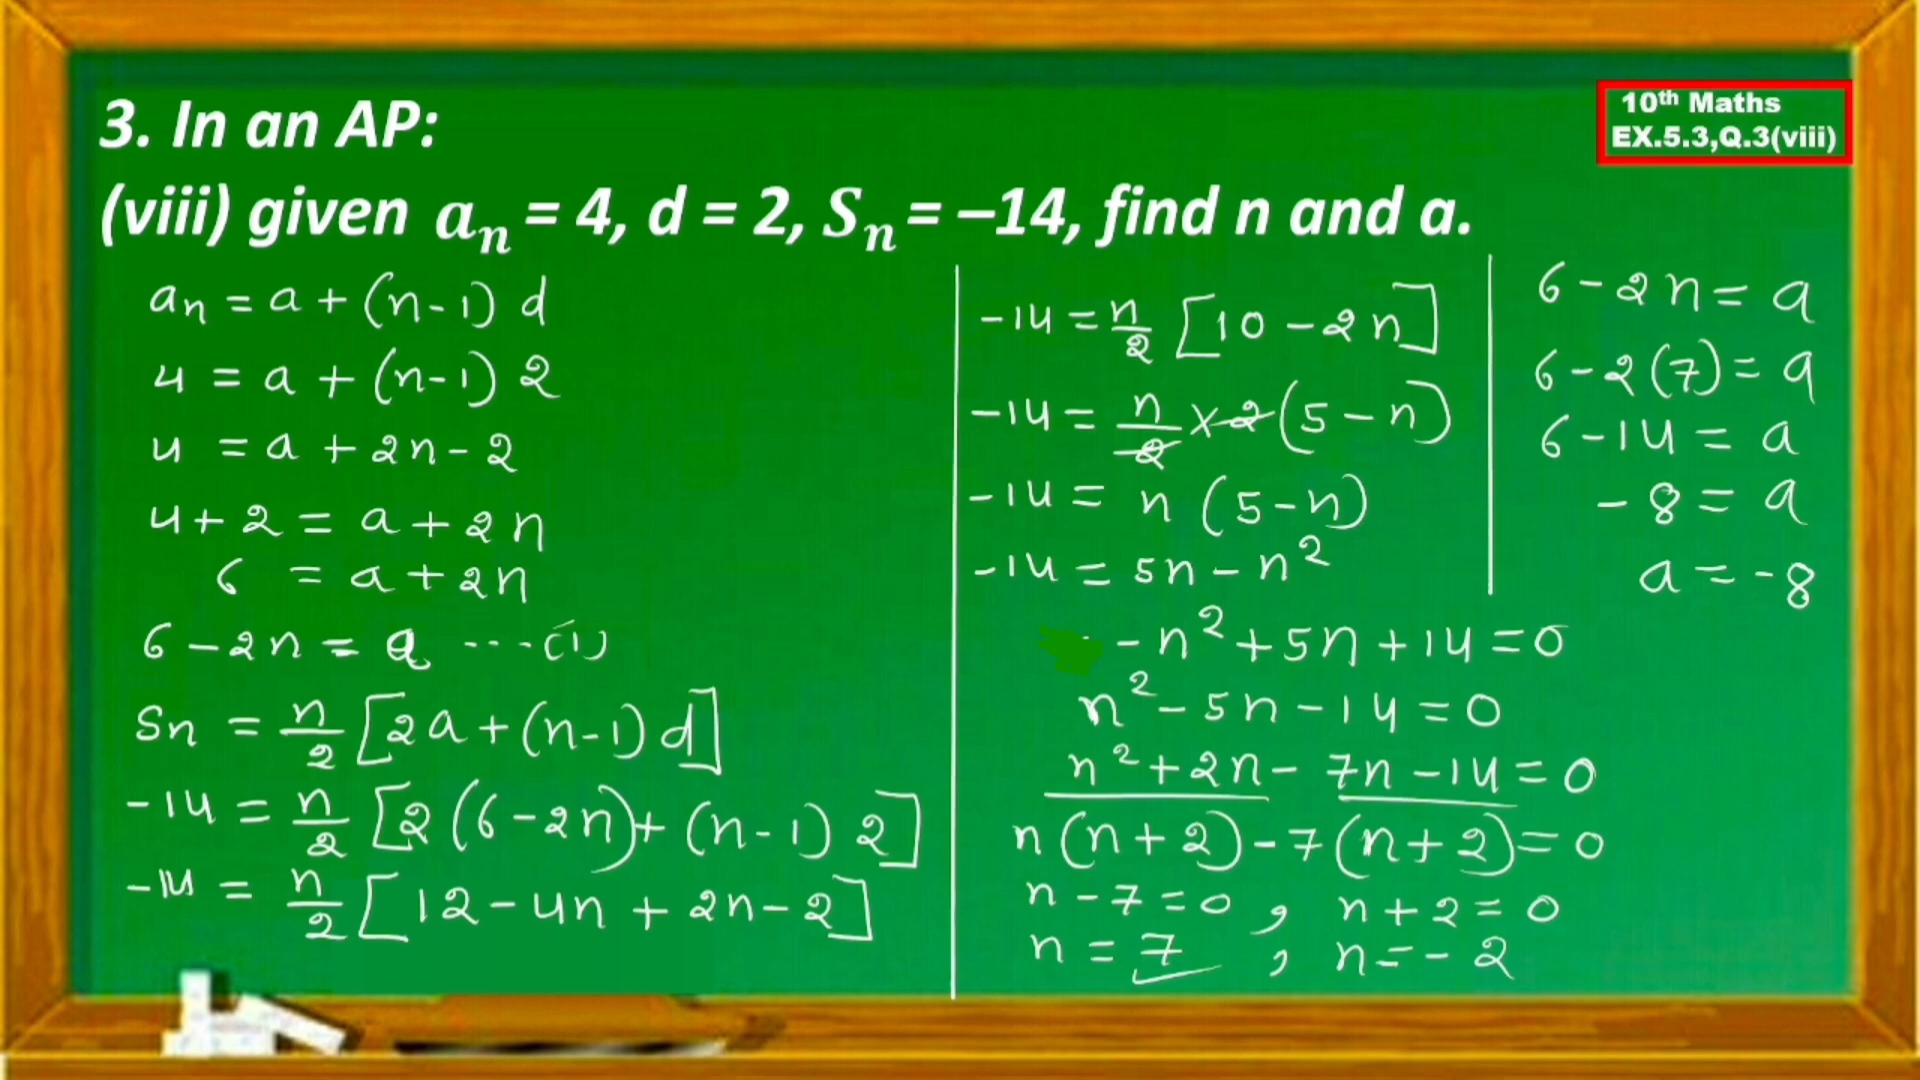 3. In an AP:
(viii) given aₙ = 4, d = 2, Sₙ = –14, find n and a.
10th Maths
EX.5.3,Q.3(viii)
an = a + (n-1) d
4 = a + (n-1) 2
4 = a + 2n - 2
4 + 2 = a + 2n
6 = a + 2n
6 - 2n = a ---(1)
Sn = n/2 [2a + (n-1) d]
-14 = n/2 [2 (6-2n) + (n-1) 2]
-14 = n/2 [12 - 4n + 2n - 2]
-14 = n/2 [10 - 2n]
-14 = n/2 × 2 (5 - n)
-14 = n (5-n)
-14 = 5n - n²
-n² + 5n + 14 = 0
n² - 5n - 14 = 0
n² + 2n - 7n - 14 = 0
n (n+2) - 7 (n+2) = 0
n - 7 = 0 , n + 2 = 0
n = 7 , n = -2
6 - 2n = a
6 - 2(7) = a
6 - 14 = a
-8 = a
a = -8